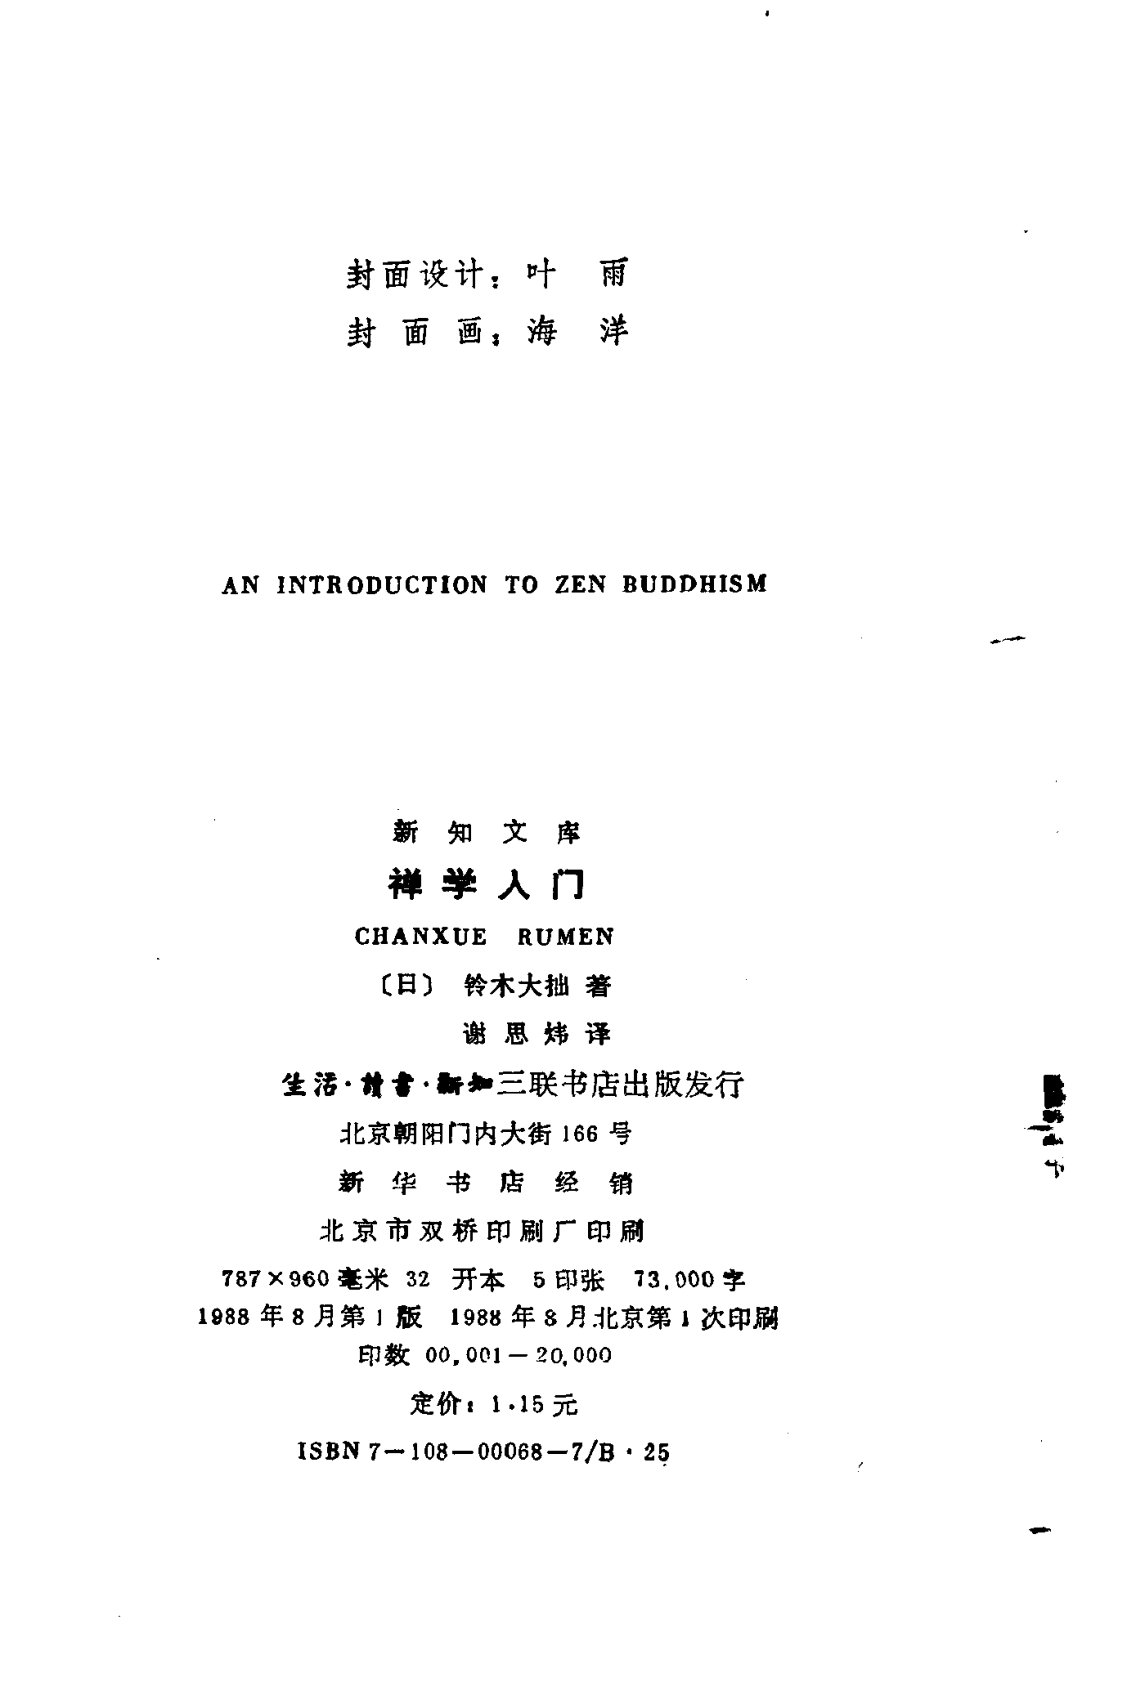 封面设计：叶 雨
封 面 画：海 洋
AN INTRODUCTION TO ZEN BUDDHISM
新 知 文 库
禅学人门
CHANXUE RUMEN
〔日〕 铃木大拙 著
谢 思 炜 译
生活·讀書·新知三联书店出版发行
北京朝阳门内大街 166 号
新 华 书 店 经 销
北京市双桥印刷厂印刷
787×960毫米 32 开本 5印张 73,000字
1988年8月第1版 1988年8月北京第1次印刷
印数 00,001—20,000
定价：1.15元
ISBN 7—108—00068—7/B·25